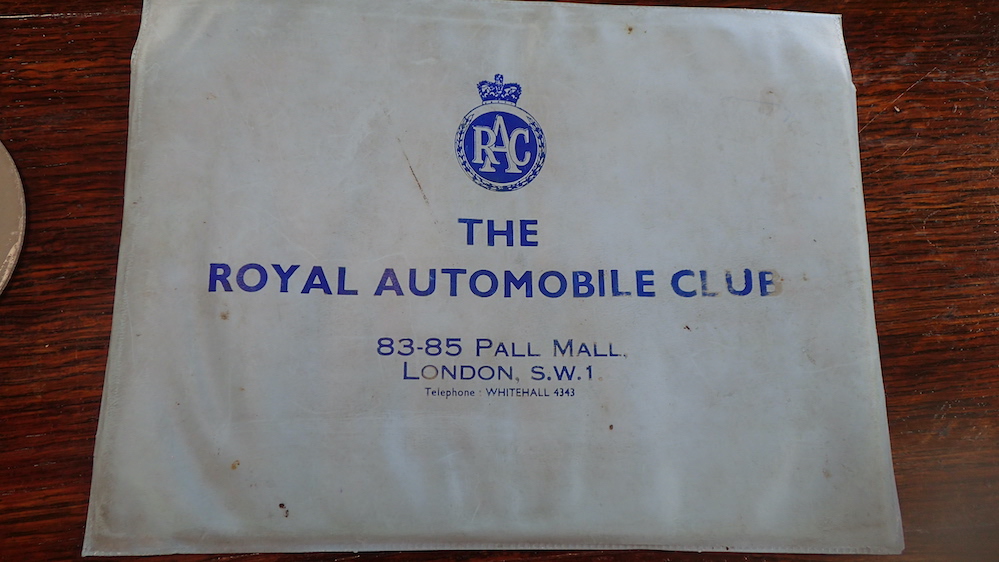 RAC
THE
ROYAL AUTOMOBILE CLUB
83-85 PALL MALL,
LONDON, S.W.1.
Telephone : WHITEHALL 4343